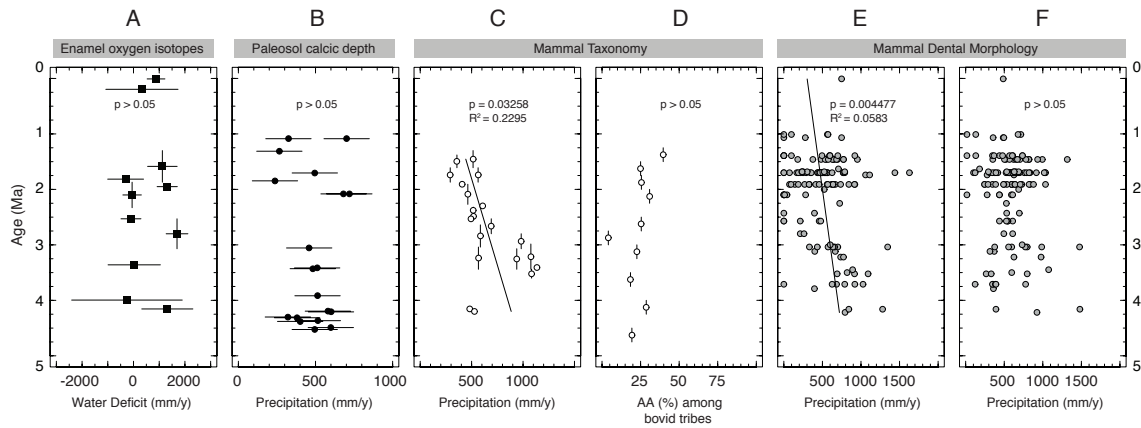 A B C D E F
Enamel oxygen isotopes Paleosol calcic depth Mammal Taxonomy Mammal Dental Morphology
0 0
p > 0.05 p > 0.05 p = 0.03258 p > 0.05 p = 0.004477 p > 0.05
R² = 0.2295 R² = 0.0583
1 1
2 2
Age (Ma)
3 3
4 4
5 5
-2000 0 2000 0 500 1000 500 1000 0 25 50 75 500 1000 1500 500 1000 1500
Water Deficit (mm/y) Precipitation (mm/y) Precipitation (mm/y) AA (%) among Precipitation (mm/y) Precipitation (mm/y)
bovid tribes